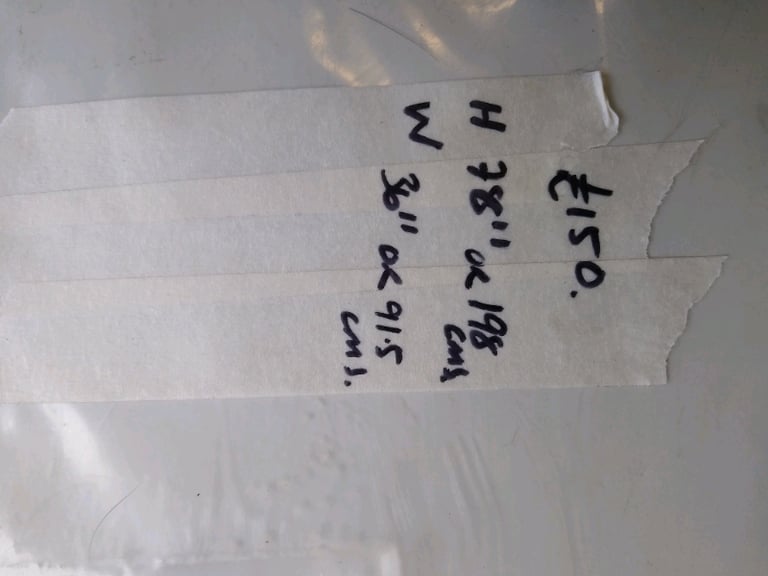 £150.
H 78" or 198
cms
W 36" or 91.5
cms.